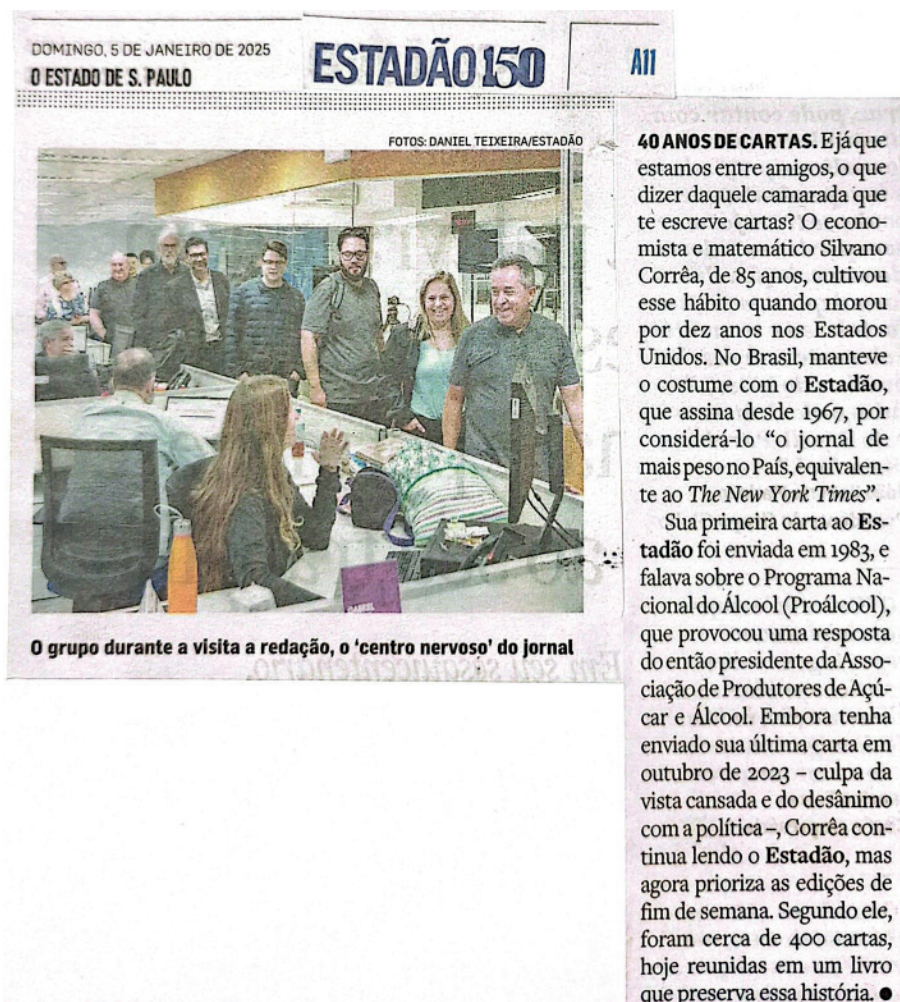 DOMINGO, 5 DE JANEIRO DE 2025
O ESTADO DE S. PAULO
ESTADÃO 150
A11
FOTOS: DANIEL TEIXEIRA/ESTADÃO
O grupo durante a visita a redação, o ‘centro nervoso’ do jornal
40 ANOS DE CARTAS. E já que
estamos entre amigos, o que
dizer daquele camarada que
te escreve cartas? O econo-
mista e matemático Silvano
Corrêa, de 85 anos, cultivou
esse hábito quando morou
por dez anos nos Estados
Unidos. No Brasil, manteve
o costume com o Estadão,
que assina desde 1967, por
considerá-lo “o jornal de
mais peso no País, equivalen-
te ao The New York Times”.
Sua primeira carta ao Es-
tadão foi enviada em 1983, e
falava sobre o Programa Na-
cional do Álcool (Proálcool),
que provocou uma resposta
do então presidente da Asso-
ciação de Produtores de Açú-
car e Álcool. Embora tenha
enviado sua última carta em
outubro de 2023 – culpa da
vista cansada e do desânimo
com a política –, Corrêa con-
tinua lendo o Estadão, mas
agora prioriza as edições de
fim de semana. Segundo ele,
foram cerca de 400 cartas,
hoje reunidas em um livro
que preserva essa história. ●